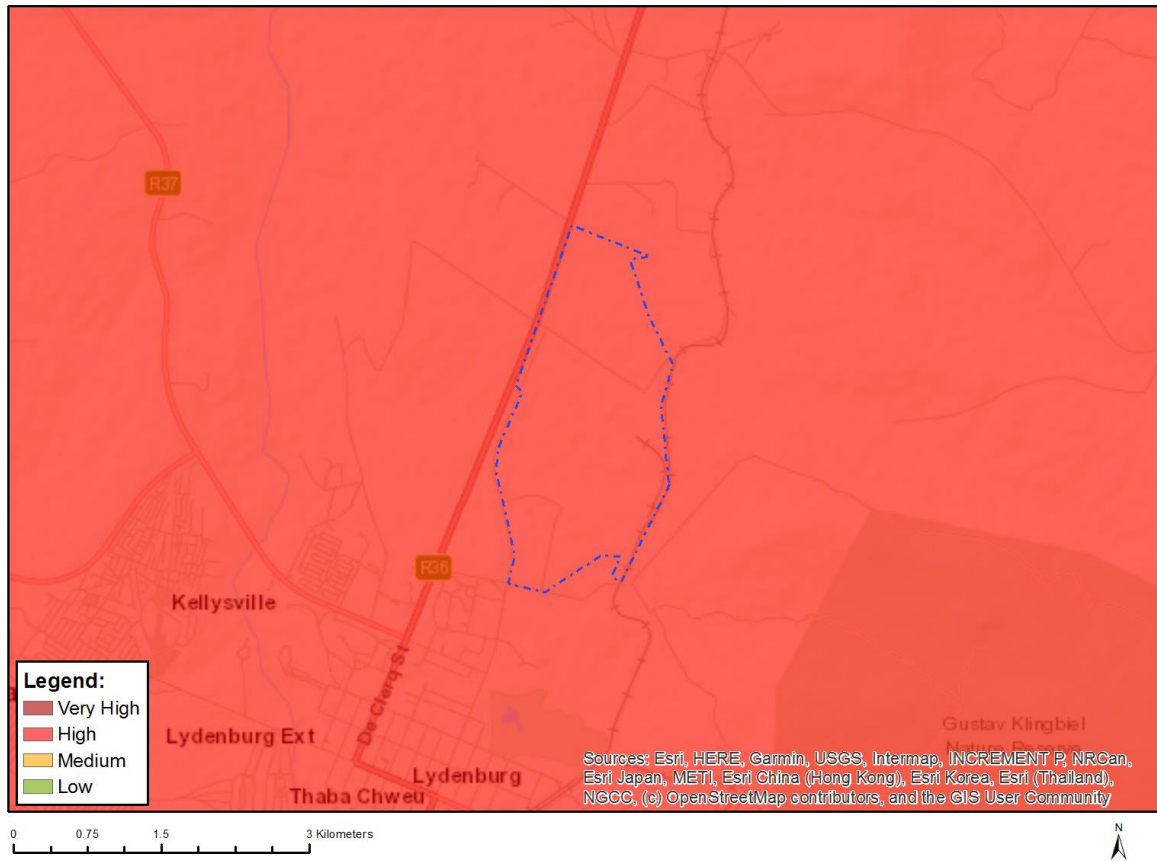 R37
R36
Kellysville
De Clerq St
Legend:
Very High
High
Medium
Low
Lydenburg Ext
Lydenburg
Thaba Chweu
Gustav Klingbiel
Nature Reserve
Sources: Esri, HERE, Garmin, USGS, Intermap, INCREMENT P, NRCan,
Esri Japan, METI, Esri China (Hong Kong), Esri Korea, Esri (Thailand),
NGCC, (c) OpenStreetMap contributors, and the GIS User Community
0 0.75 1.5 3 Kilometers
N